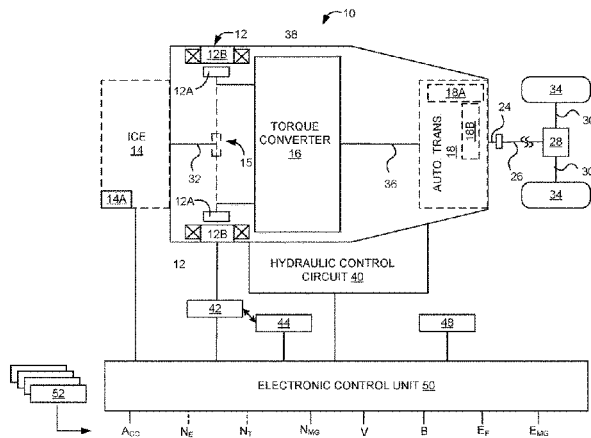 10
12
38
12B
12A
ICE
14
14A
32
15
TORQUE
CONVERTER
16
36
AUTO. TRANS.
18
18A
18B
24
26
28
30
30
34
34
12A
12B
12
HYDRAULIC CONTROL
CIRCUIT 40
42
44
48
52
ELECTRONIC CONTROL UNIT 50
ACC NE NT NMG V B EF EMG